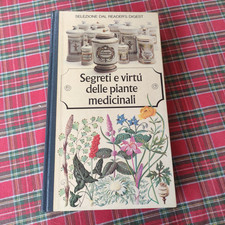 SELEZIONE DAL READER'S DIGEST
Segreti e virtù
delle piante
medicinali